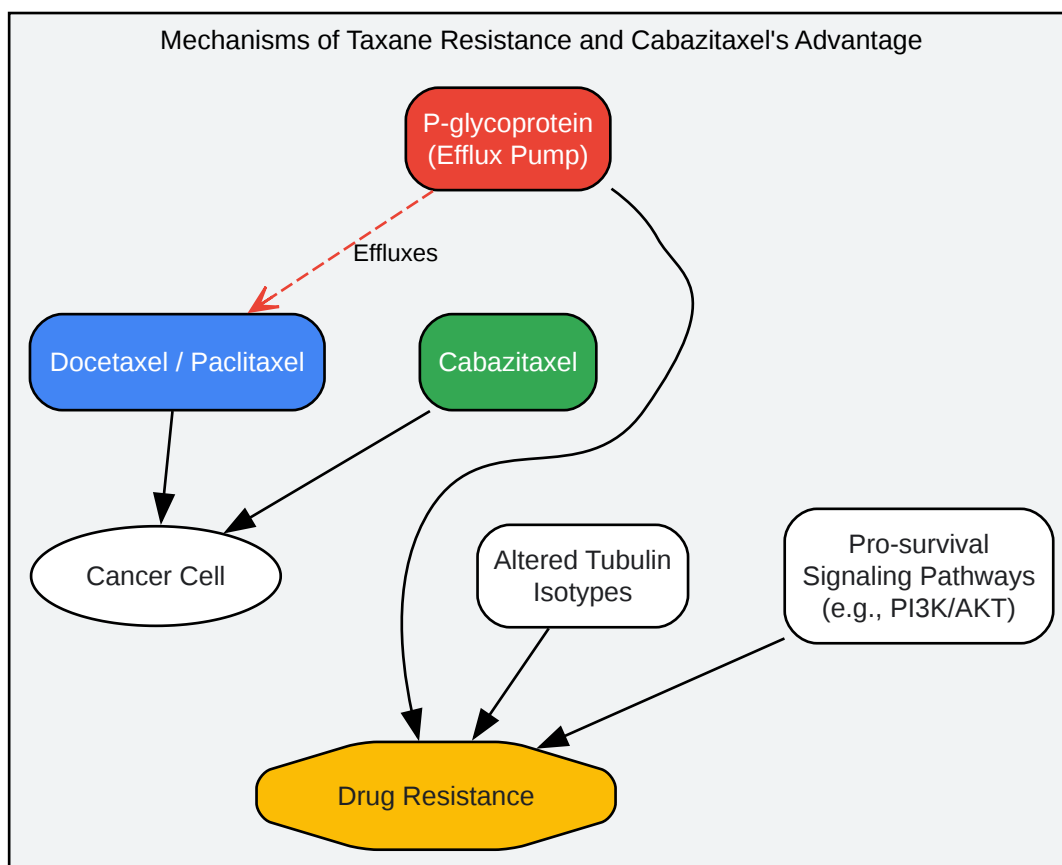 Mechanisms of Taxane Resistance and Cabazitaxel's Advantage
P-glycoprotein
(Efflux Pump)
Effluxes
Docetaxel / Paclitaxel
Cabazitaxel
Cancer Cell
Altered Tubulin
Isotypes
Pro-survival
Signaling Pathways
(e.g., PI3K/AKT)
Drug Resistance